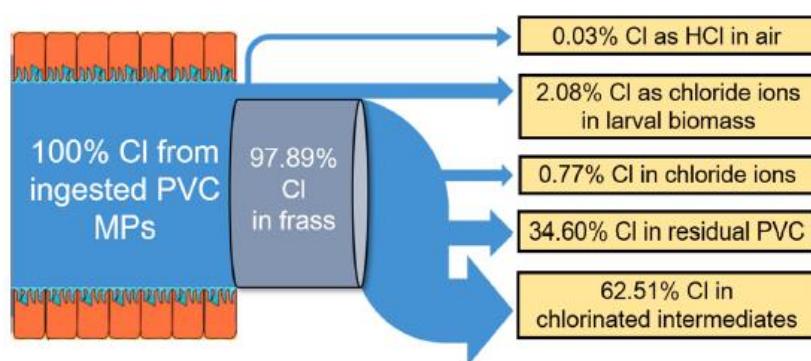 100% Cl from
ingested PVC
MPs
97.89%
Cl
in frass
0.03% Cl as HCl in air
2.08% Cl as chloride ions
in larval biomass
0.77% Cl in chloride ions
34.60% Cl in residual PVC
62.51% Cl in
chlorinated intermediates